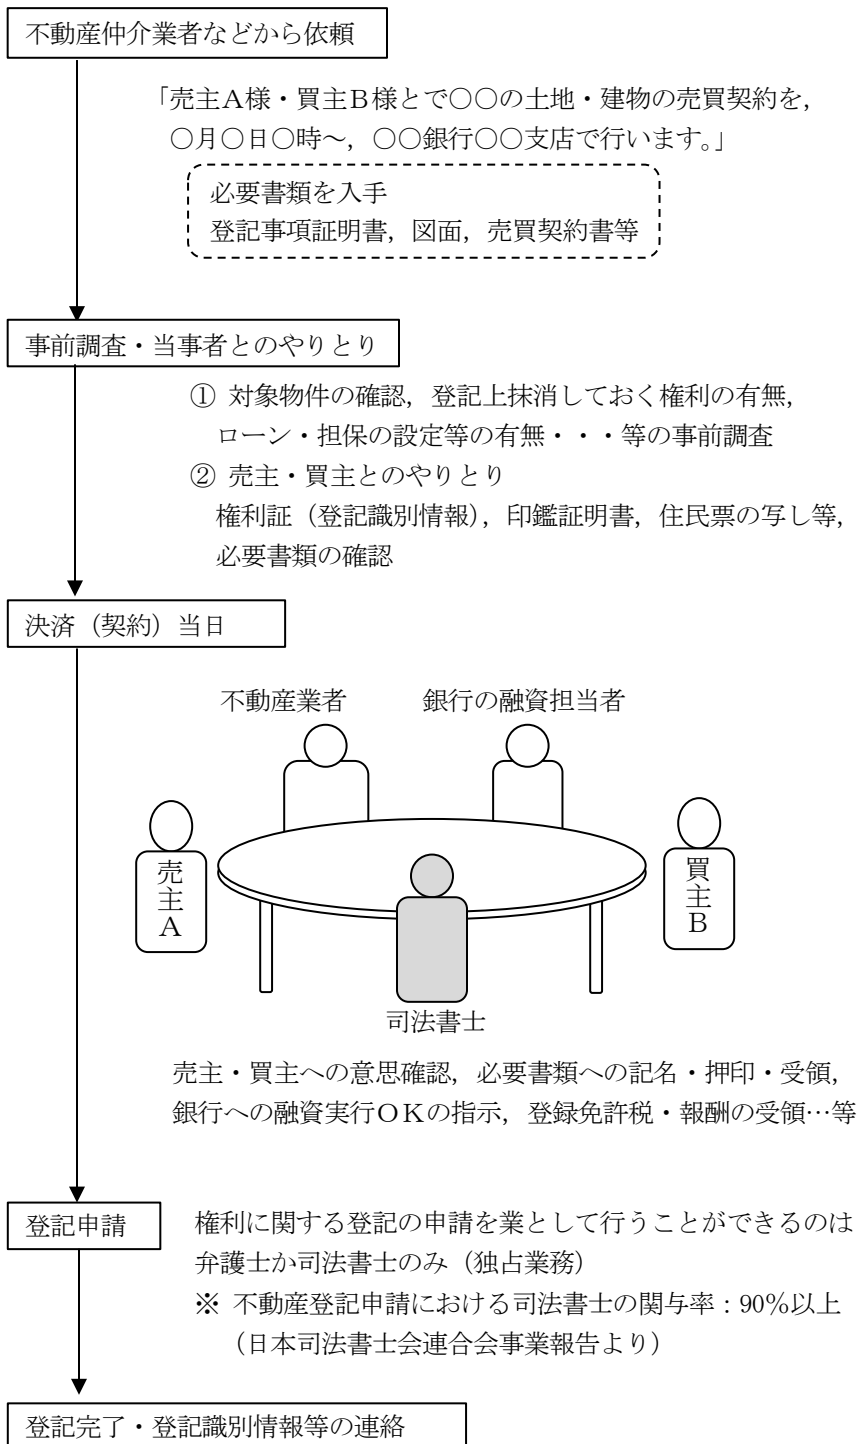 不動産仲介業者などから依頼
「売主Ａ様・買主Ｂ様とで○○の土地・建物の売買契約を，
○月○日○時～，○○銀行○○支店で行います。」
必要書類を入手
登記事項証明書，図面，売買契約書等
事前調査・当事者とのやりとり
① 対象物件の確認，登記上抹消しておく権利の有無，
ローン・担保の設定等の有無・・・等の事前調査
② 売主・買主とのやりとり
権利証（登記識別情報），印鑑証明書，住民票の写し等，
必要書類の確認
決済（契約）当日
不動産業者
銀行の融資担当者
売主Ａ
買主Ｂ
司法書士
売主・買主への意思確認，必要書類への記名・押印・受領，
銀行への融資実行ＯＫの指示，登録免許税・報酬の受領…等
登記申請
権利に関する登記の申請を業として行うことができるのは
弁護士か司法書士のみ（独占業務）
※ 不動産登記申請における司法書士の関与率：90％以上
（日本司法書士会連合会事業報告より）
登記完了・登記識別情報等の連絡